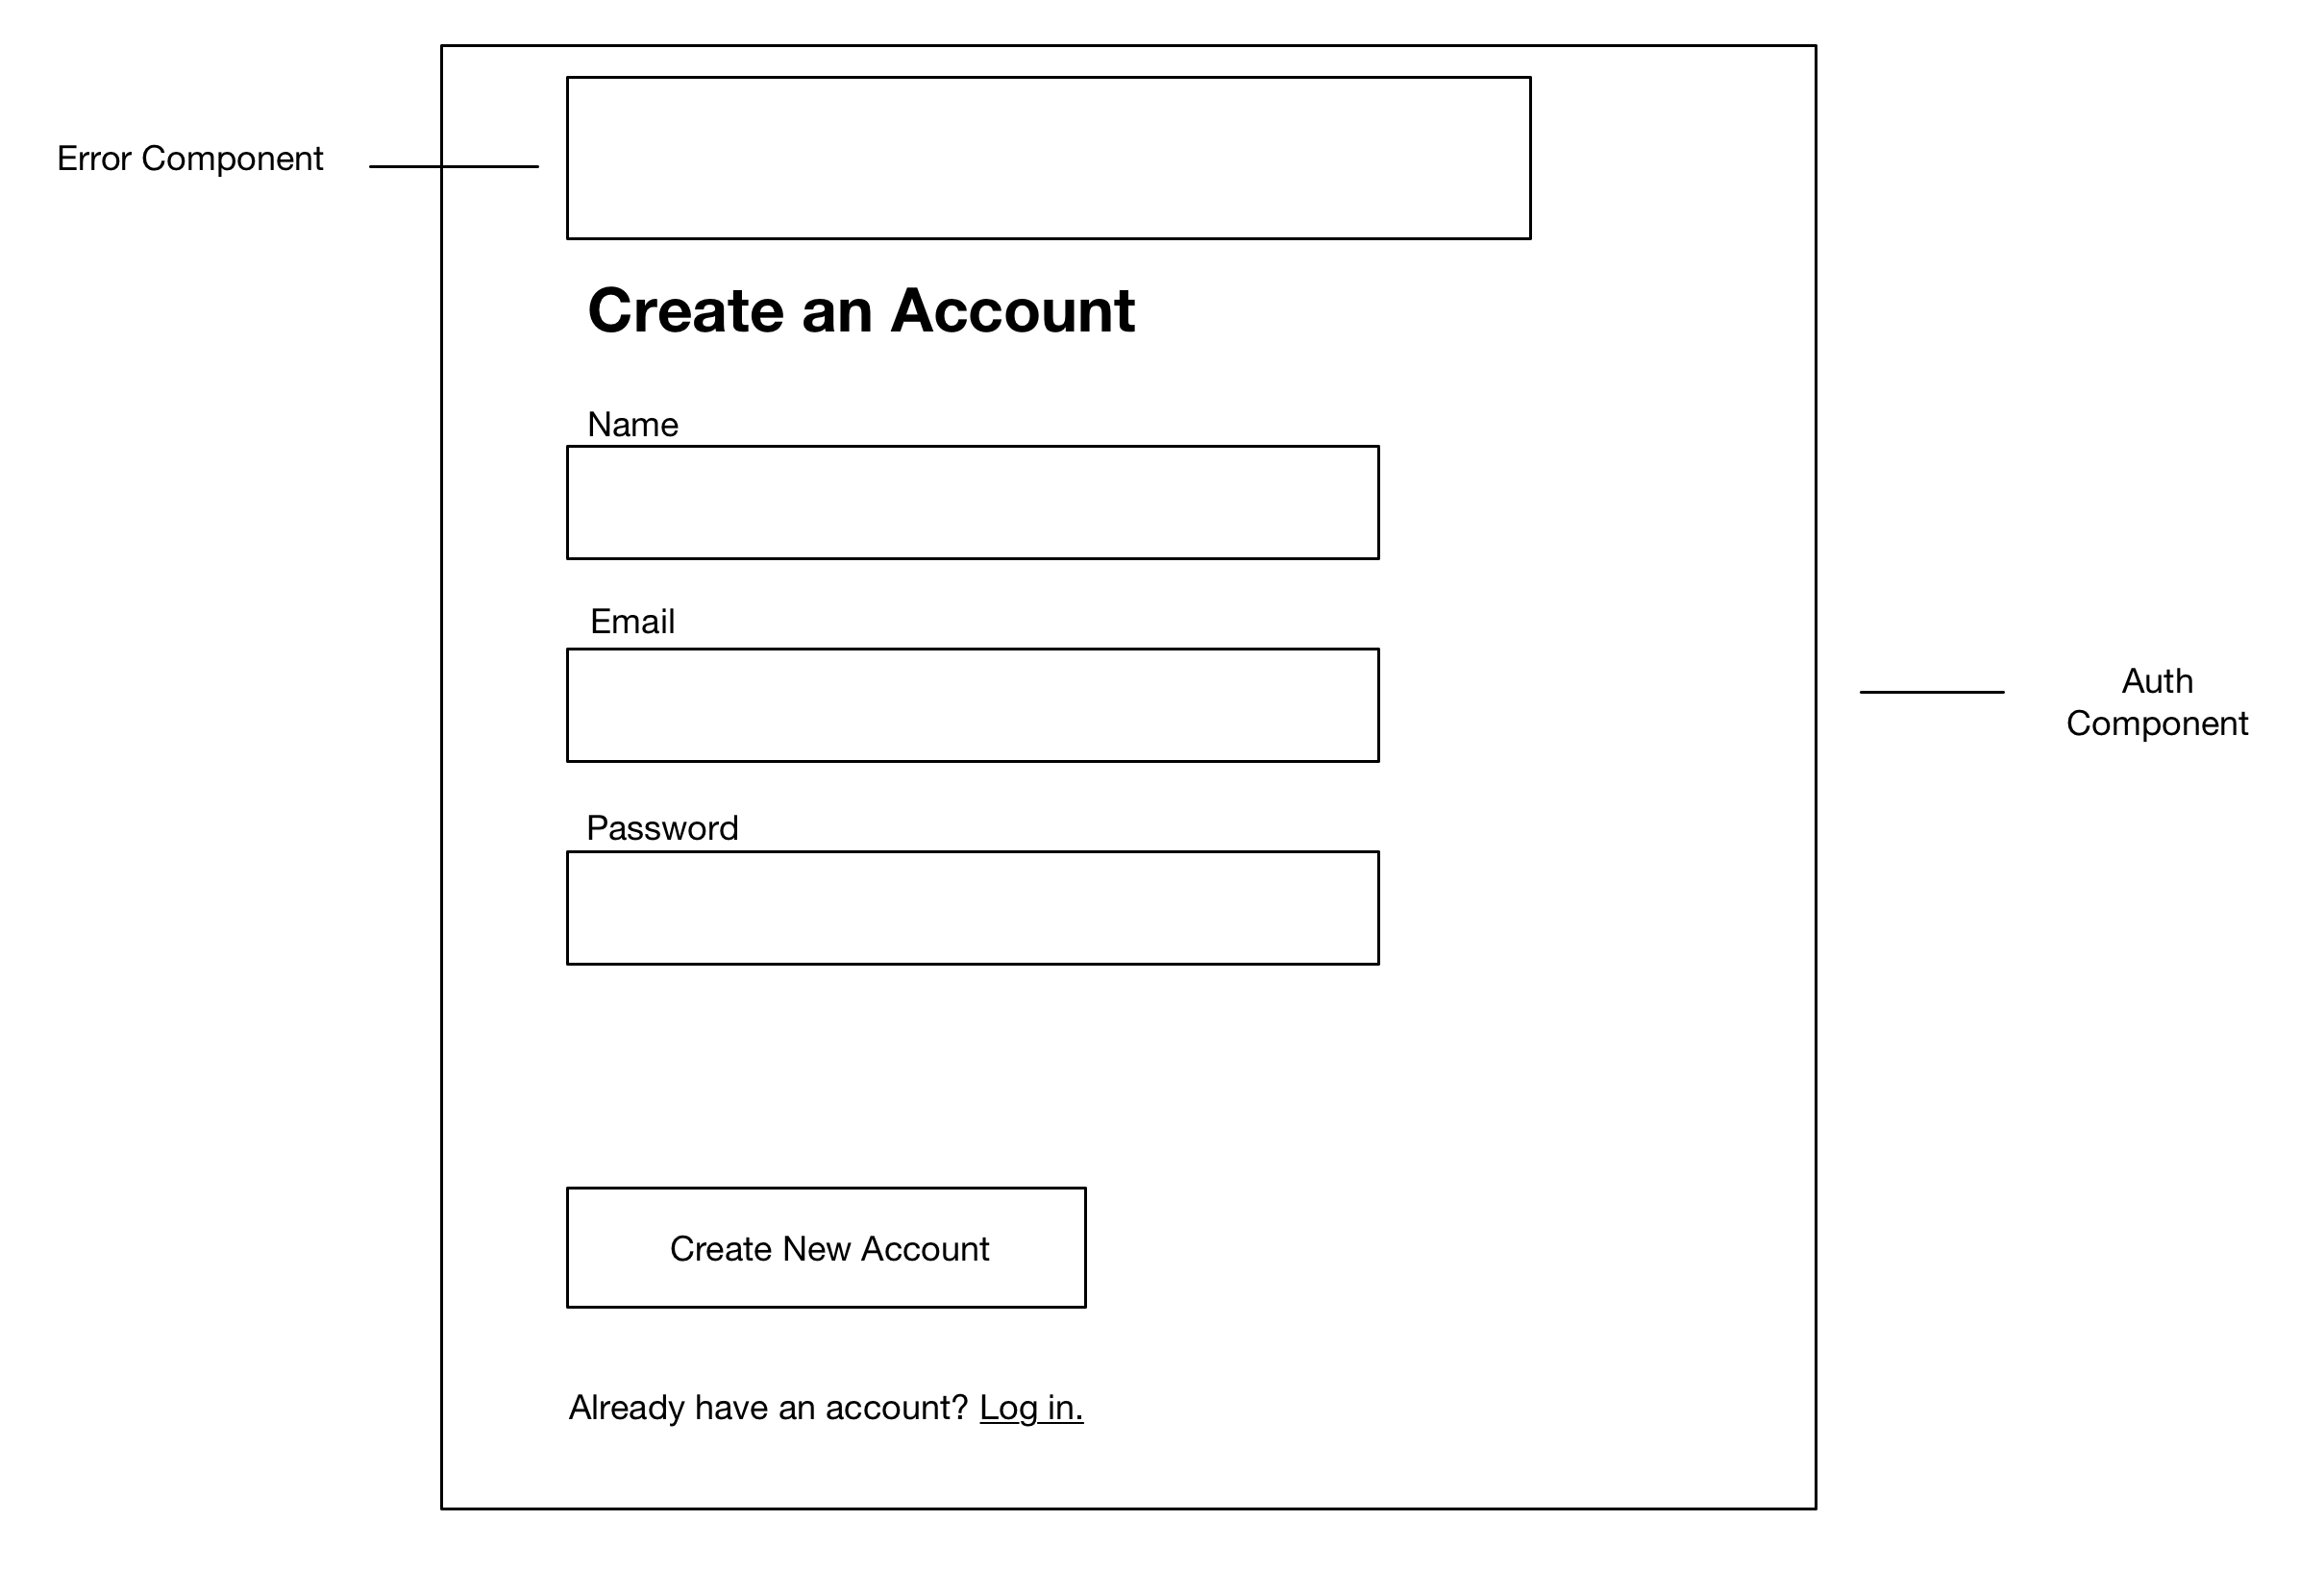 Error Component
Create an Account
Name
Email
Auth
Component
Password
Create New Account
Already have an account? Log in.